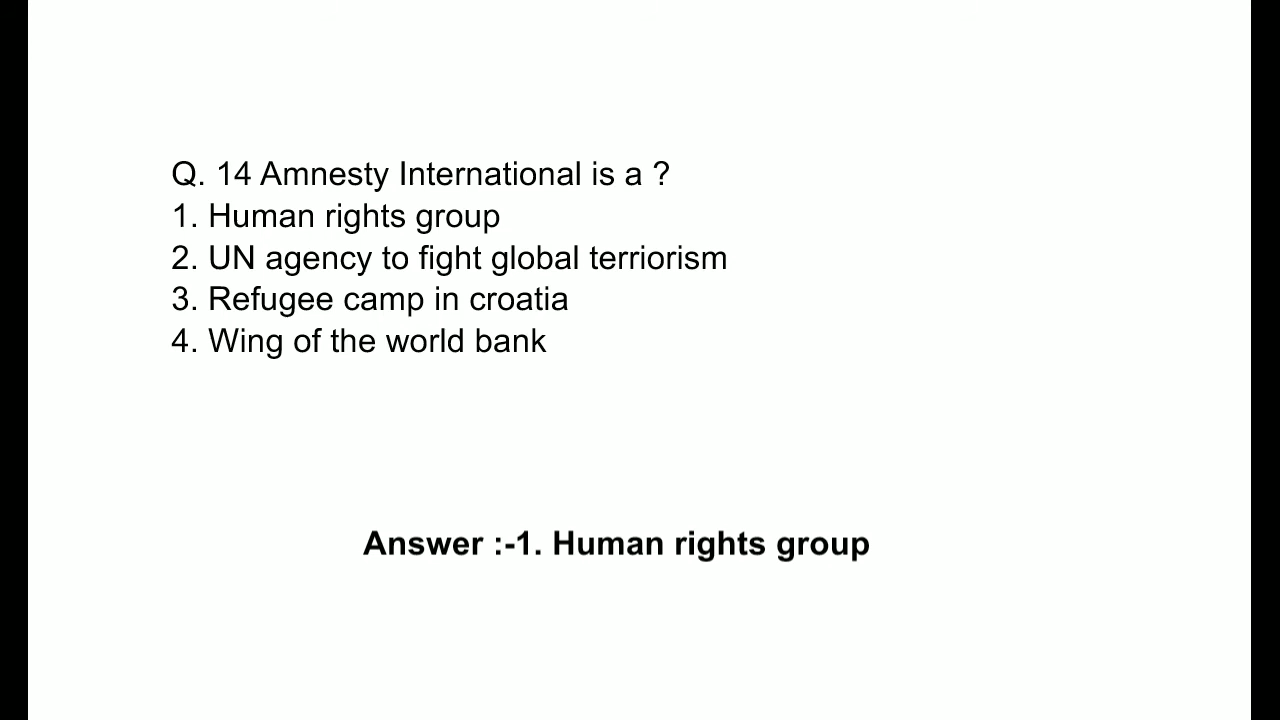 Q. 14 Amnesty International is a ?
1. Human rights group
2. UN agency to fight global terriorism
3. Refugee camp in croatia
4. Wing of the world bank
Answer :-1. Human rights group